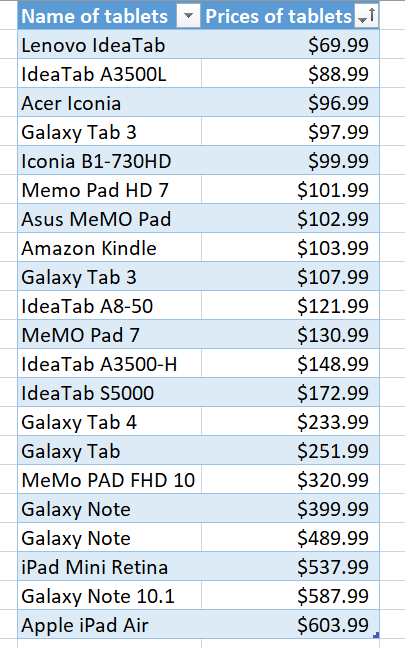 Name of tablets Prices of tablets
Lenovo IdeaTab $69.99
IdeaTab A3500L $88.99
Acer Iconia $96.99
Galaxy Tab 3 $97.99
Iconia B1-730HD $99.99
Memo Pad HD 7 $101.99
Asus MeMO Pad $102.99
Amazon Kindle $103.99
Galaxy Tab 3 $107.99
IdeaTab A8-50 $121.99
MeMO Pad 7 $130.99
IdeaTab A3500-H $148.99
IdeaTab S5000 $172.99
Galaxy Tab 4 $233.99
Galaxy Tab $251.99
MeMo PAD FHD 10 $320.99
Galaxy Note $399.99
Galaxy Note $489.99
iPad Mini Retina $537.99
Galaxy Note 10.1 $587.99
Apple iPad Air $603.99